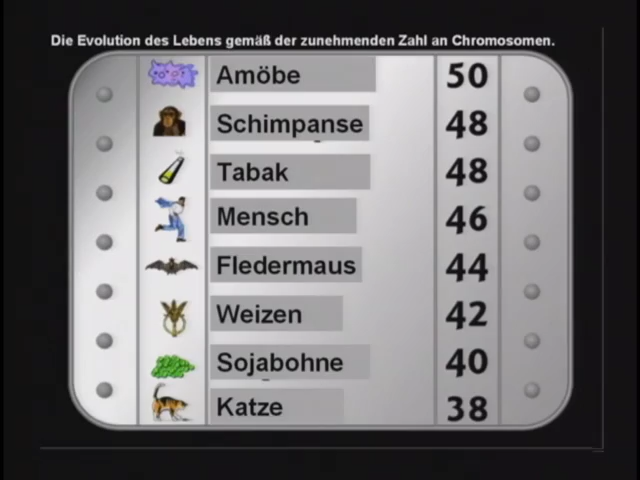 Die Evolution des Lebens gemäß der zunehmenden Zahl an Chromosomen.
Amöbe 50
Schimpanse 48
Tabak 48
Mensch 46
Fledermaus 44
Weizen 42
Sojabohne 40
Katze 38